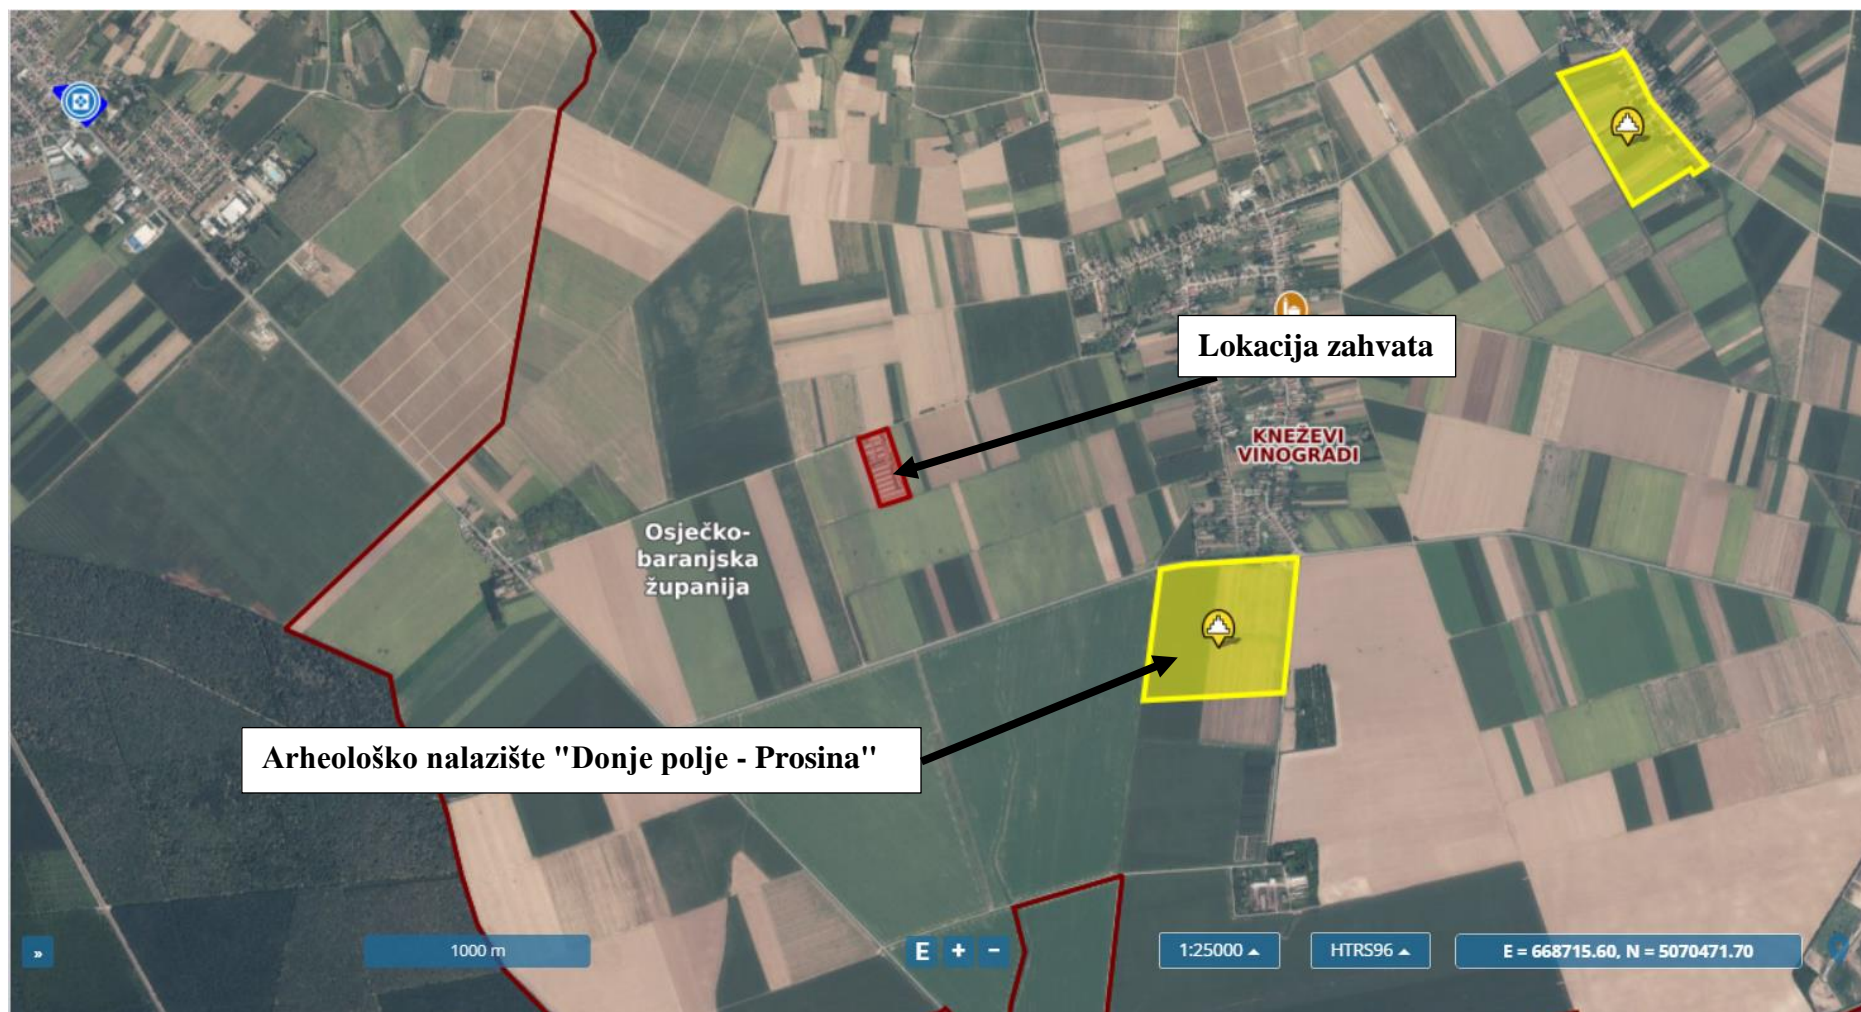 Lokacija zahvata
KNEŽEVI
VINOGRADI
Osječko-
baranjska
županija
Arheološko nalazište "Donje polje - Prosina"
»
1000 m
E + −
1:25000
HTRS96
E = 668715.60, N = 5070471.70